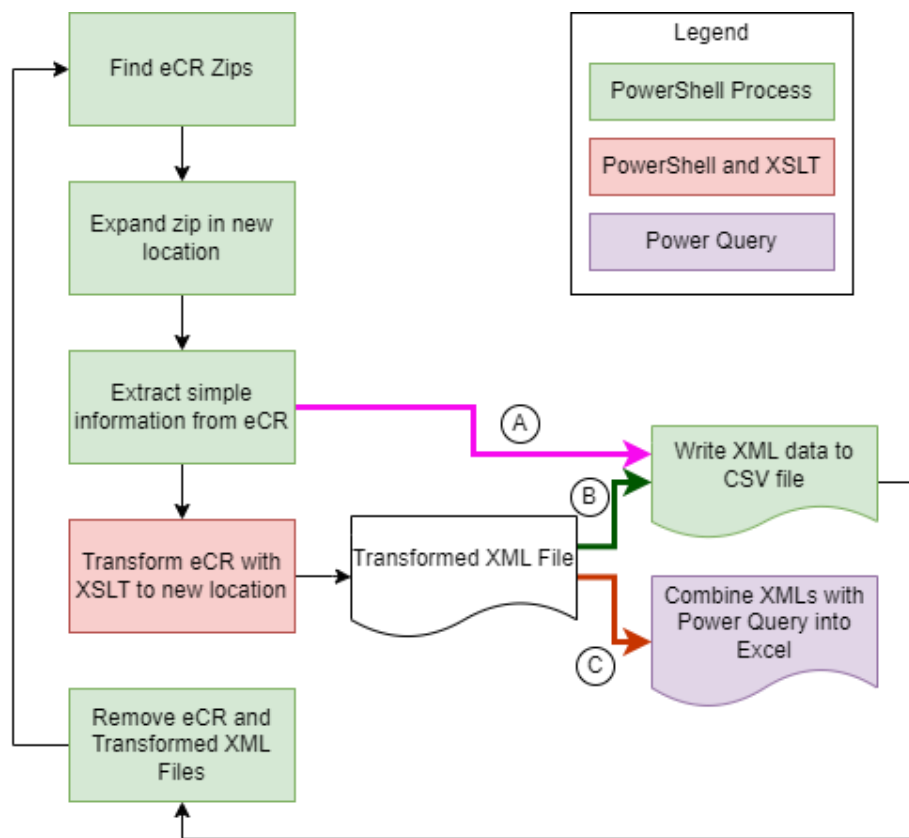 Find eCR Zips
Legend
PowerShell Process
PowerShell and XSLT
Power Query
Expand zip in new
location
Extract simple
information from eCR
A
Write XML data to
CSV file
B
Transform eCR with
XSLT to new location
Transformed XML File
Combine XMLs with
Power Query into
Excel
C
Remove eCR and
Transformed XML
Files